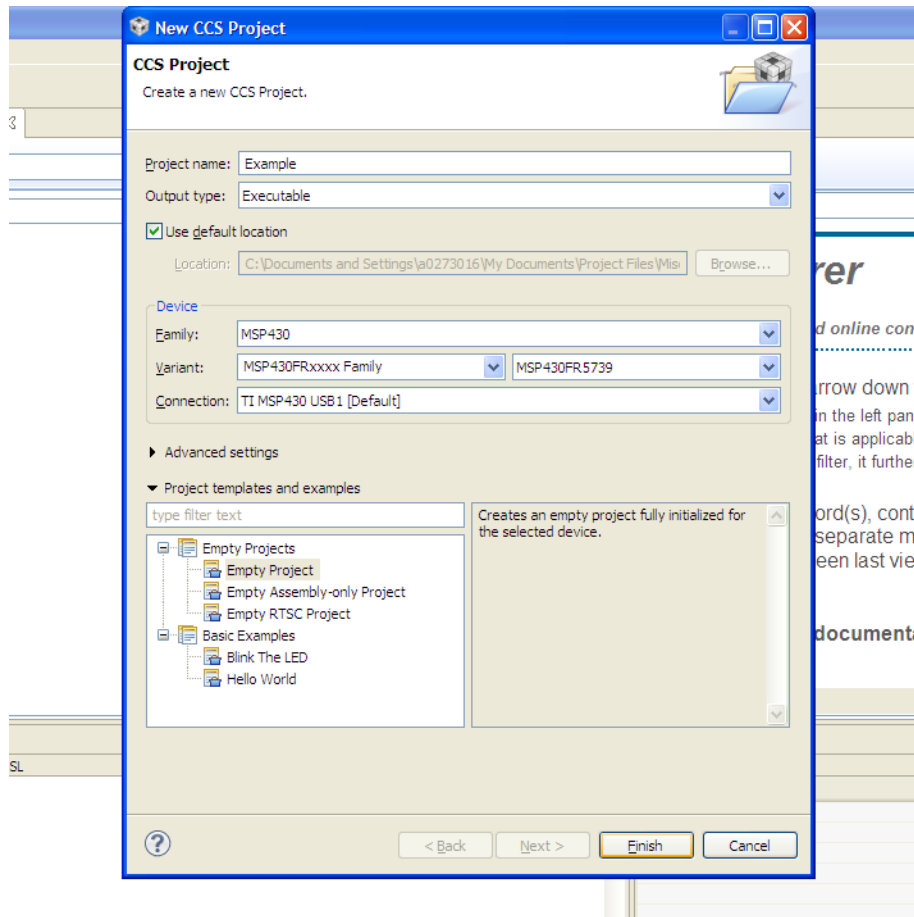 New CCS Project
CCS Project
Create a new CCS Project.
Project name: Example
Output type: Executable
Use default location
Location: C:\Documents and Settings\a0273016\My Documents\Project Files\Misc Browse...
Device
Family: MSP430
Variant: MSP430FRxxxx Family MSP430FR5739
Connection: TI MSP430 USB1 [Default]
Advanced settings
Project templates and examples
type filter text
Creates an empty project fully initialized for
the selected device.
Empty Projects
Empty Project
Empty Assembly-only Project
Empty RTSC Project
Basic Examples
Blink The LED
Hello World
? < Back Next > Finish Cancel
SL
rer
d online con
rrow down
in the left pan
at is applicab
filter, it furthe
ord(s), cont
separate m
een last vie
document